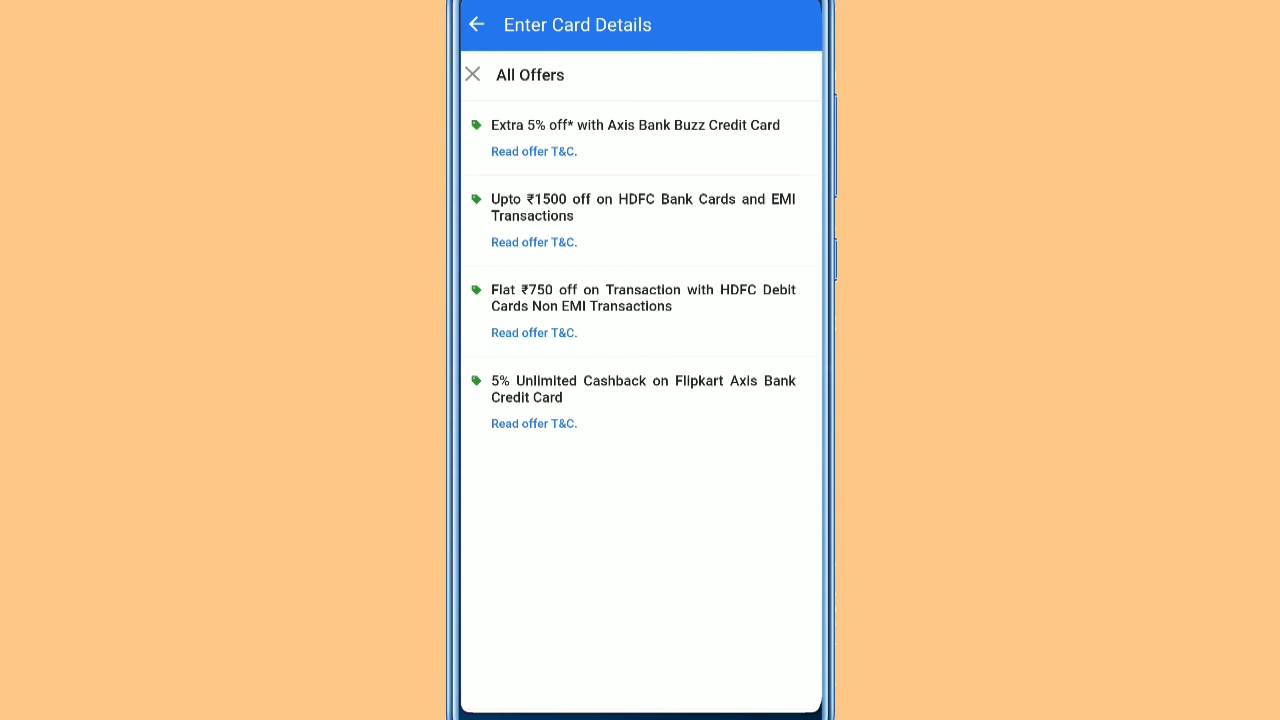 Enter Card Details
All Offers
Extra 5% off* with Axis Bank Buzz Credit Card
Read offer T&C.
Upto ₹1500 off on HDFC Bank Cards and EMI
Transactions
Read offer T&C.
Flat ₹750 off on Transaction with HDFC Debit
Cards Non EMI Transactions
Read offer T&C.
5% Unlimited Cashback on Flipkart Axis Bank
Credit Card
Read offer T&C.